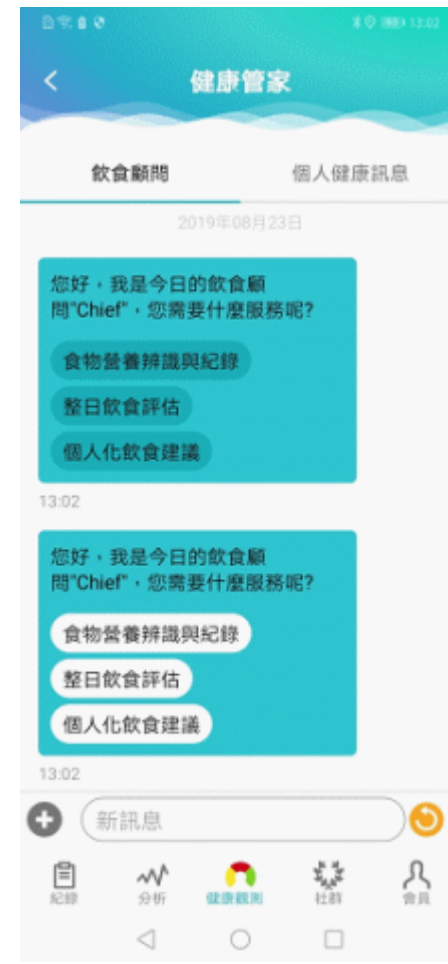 13:02
健康管家
飲食顧問
個人健康訊息
2019年08月23日
您好，我是今日的飲食顧
問"Chief"，您需要什麼服務呢?
食物營養辨識與紀錄
整日飲食評估
個人化飲食建議
13:02
您好，我是今日的飲食顧
問"Chief"，您需要什麼服務呢?
食物營養辨識與紀錄
整日飲食評估
個人化飲食建議
13:02
新訊息
紀錄
分析
健康觀測
社群
會員